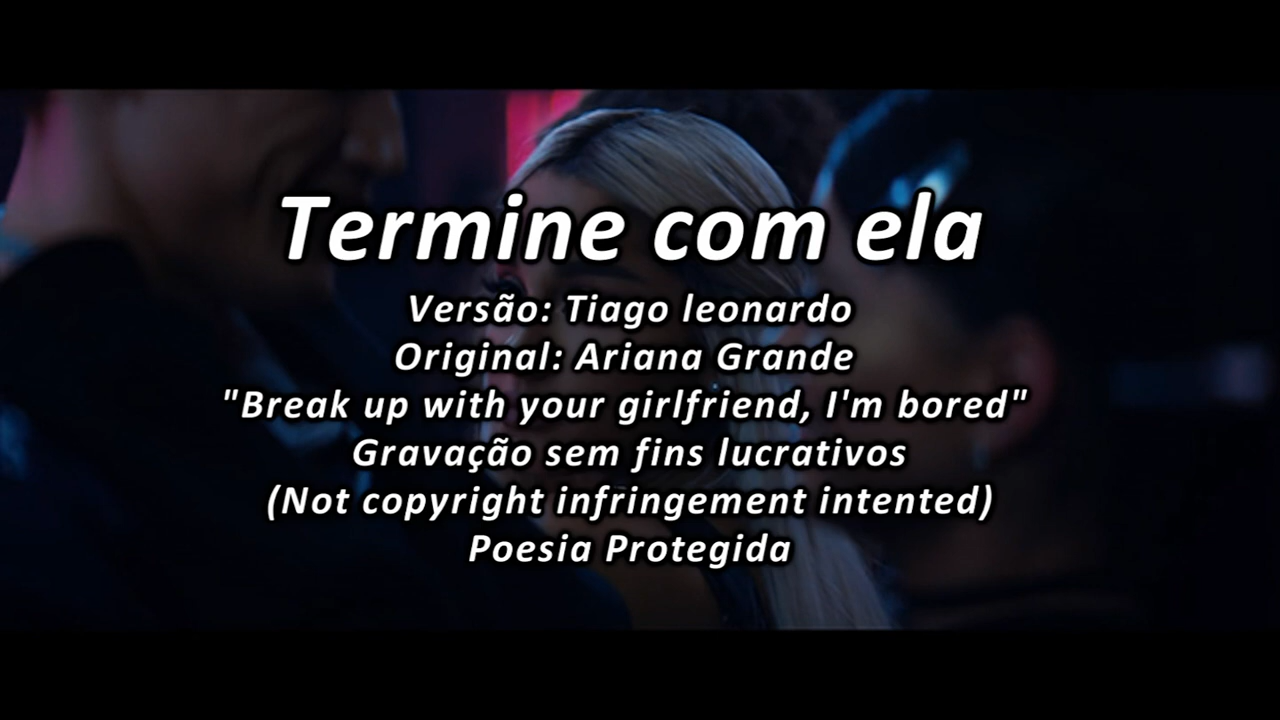 Termine com ela
Versão: Tiago leonardo
Original: Ariana Grande
"Break up with your girlfriend, I'm bored"
Gravação sem fins lucrativos
(Not copyright infringement intented)
Poesia Protegida